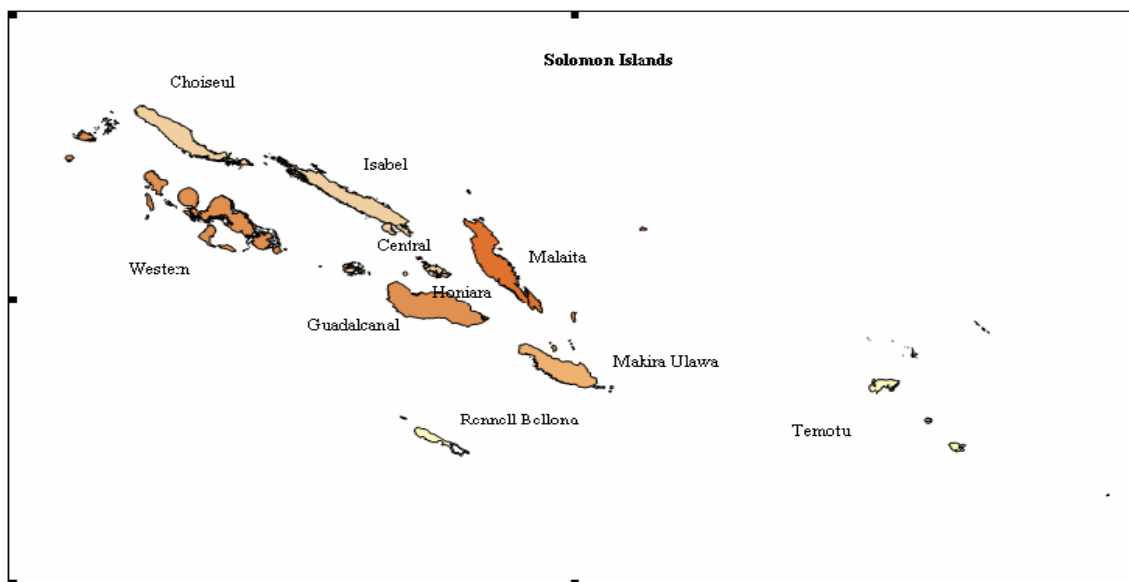 Solomon Islands
Choiseul
Isabel
Central
Malaita
Western
Honiara
Guadalcanal
Makira Ulawa
Rennell Bellona
Temotu